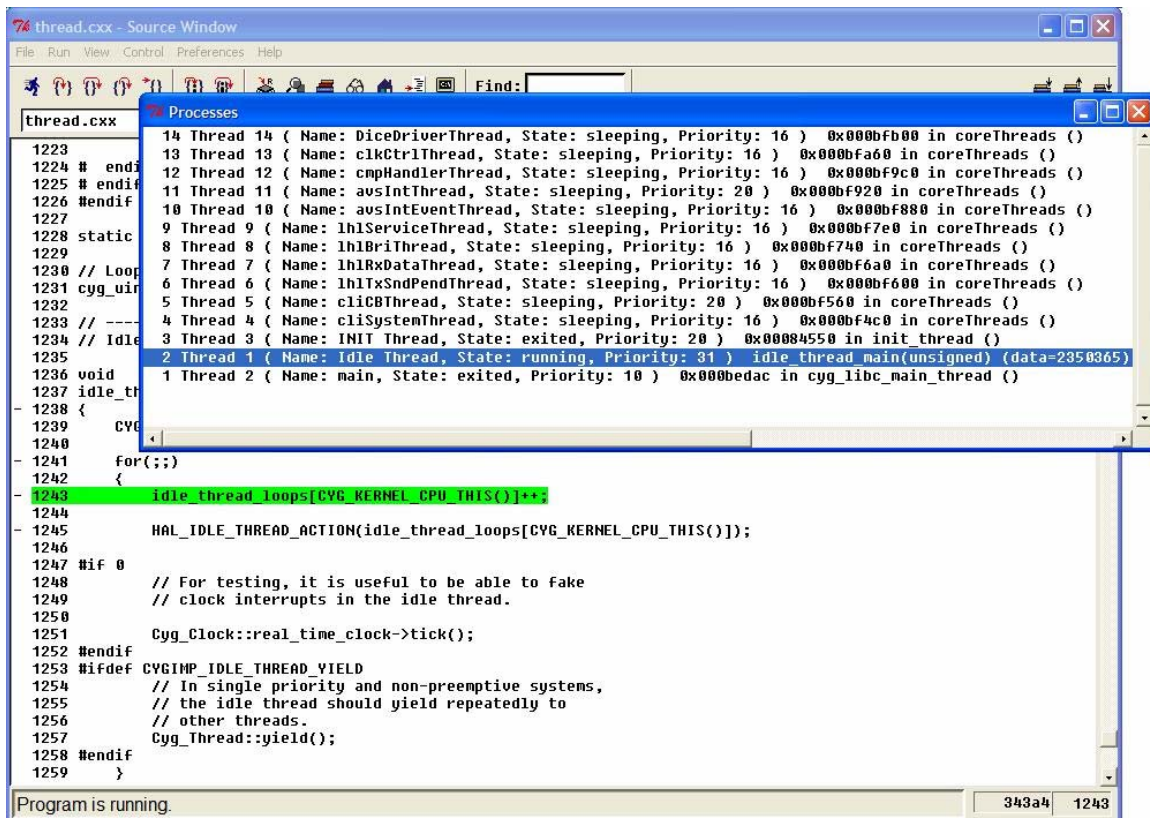 thread.cxx - Source Window
File Run View Control Preferences Help
Find:
thread.cxx
Processes
14 Thread 14 ( Name: DiceDriverThread, State: sleeping, Priority: 16 ) 0x000bfb00 in coreThreads ()
13 Thread 13 ( Name: clkCtrlThread, State: sleeping, Priority: 16 ) 0x000bfa60 in coreThreads ()
12 Thread 12 ( Name: cmpHandlerThread, State: sleeping, Priority: 16 ) 0x000bf9c0 in coreThreads ()
11 Thread 11 ( Name: avsIntThread, State: sleeping, Priority: 20 ) 0x000bf920 in coreThreads ()
10 Thread 10 ( Name: avsIntEventThread, State: sleeping, Priority: 16 ) 0x000bf880 in coreThreads ()
9 Thread 9 ( Name: lhlServiceThread, State: sleeping, Priority: 16 ) 0x000bf7e0 in coreThreads ()
8 Thread 8 ( Name: lhlBriThread, State: sleeping, Priority: 16 ) 0x000bf740 in coreThreads ()
7 Thread 7 ( Name: lhlRxDataThread, State: sleeping, Priority: 16 ) 0x000bf6a0 in coreThreads ()
6 Thread 6 ( Name: lhlTxSndPendThread, State: sleeping, Priority: 16 ) 0x000bf600 in coreThreads ()
5 Thread 5 ( Name: cliCBThread, State: sleeping, Priority: 20 ) 0x000bf560 in coreThreads ()
4 Thread 4 ( Name: cliSystemThread, State: sleeping, Priority: 16 ) 0x000bf4c0 in coreThreads ()
3 Thread 3 ( Name: INIT Thread, State: exited, Priority: 20 ) 0x00084550 in init_thread ()
2 Thread 1 ( Name: Idle Thread, State: running, Priority: 31 ) idle_thread_main(unsigned) (data=2350365)
1 Thread 2 ( Name: main, State: exited, Priority: 10 ) 0x000bedac in cyg_libc_main_thread ()
1223
1224 # endi
1225 # endif
1226 #endif
1227
1228 static
1229
1230 // Loop
1231 cyg_uin
1232
1233 // ----
1234 // Idle
1235
1236 void
1237 idle_th
- 1238 {
1239 CYG
1240
- 1241 for(;;)
1242 {
- 1243 idle_thread_loops[CYG_KERNEL_CPU_THIS()]++;
1244
- 1245 HAL_IDLE_THREAD_ACTION(idle_thread_loops[CYG_KERNEL_CPU_THIS()]);
1246
1247 #if 0
1248 // For testing, it is useful to be able to fake
1249 // clock interrupts in the idle thread.
1250
1251 Cyg_Clock::real_time_clock->tick();
1252 #endif
1253 #ifdef CYGIMP_IDLE_THREAD_YIELD
1254 // In single priority and non-preemptive systems,
1255 // the idle thread should yield repeatedly to
1256 // other threads.
1257 Cyg_Thread::yield();
1258 #endif
1259 }
Program is running.
343a4 1243